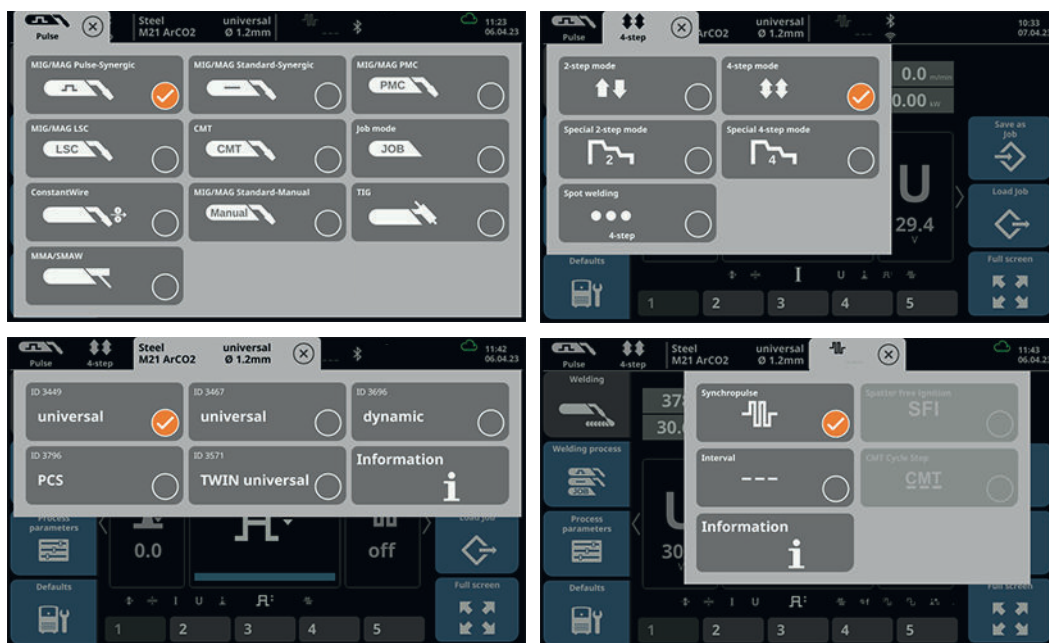 Pulse
Steel universal
M21 ArCO2 Ø 1.2mm
---
11:23
06.04.23
MIG/MAG Pulse-Synergic
MIG/MAG Standard-Synergic
MIG/MAG PMC
PMC
MIG/MAG LSC
LSC
CMT
CMT
Job mode
JOB
ConstantWire
MIG/MAG Standard-Manual
Manual
TIG
MMA/SMAW
Pulse
4-step
universal
ArCO2 Ø 1.2mm
---
10:33
07.04.23
2-step mode
4-step mode
Special 2-step mode
2
Special 4-step mode
4
Spot welding
4-step
0.0 m/min
0.00 kW
Save as
Job
U
29.4
V
Load Job
Defaults
Full screen
1 2 3 4 5
Pulse
4-step
Steel universal
M21 ArCO2 Ø 1.2mm
---
11:42
06.04.23
ID 3449
universal
ID 3467
universal
ID 3696
dynamic
ID 3796
PCS
ID 3571
TWIN universal
Information
i
Process
parameters
0.0
off
Load Job
Defaults
Full screen
1 2 3 4 5
Pulse
4-step
Steel universal
M21 ArCO2 Ø 1.2mm
11:43
06.04.23
Welding
Welding process
JOB
Process
parameters
Defaults
Synchropulse
Spatter free Ignition
SFI
Interval
---
CMT Cycle Step
CMT
Information
i
Full screen
1 2 3 4 5